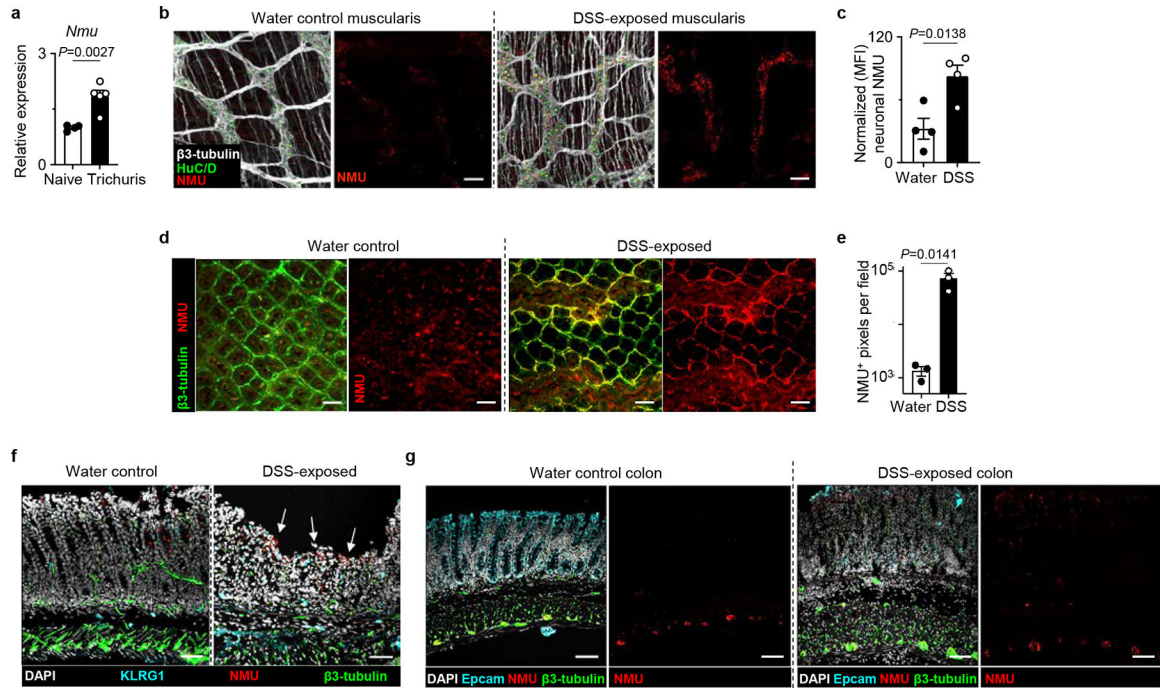 a
Nmu
P=0.0027
Relative expression
3
0
Naive Trichuris
b
Water control muscularis
DSS-exposed muscularis
β3-tubulin
HuC/D
NMU
NMU
c
P=0.0138
Normalized (MFI)
neuronal NMU
130
0
Water DSS
d
Water control
DSS-exposed
β3-tubulin NMU
NMU
e
P=0.0141
NMU⁺ pixels per field
10⁵
10³
Water DSS
f
Water control
DSS-exposed
DAPI KLRG1 NMU β3-tubulin
g
Water control colon
DSS-exposed colon
DAPI Epcam NMU β3-tubulin
NMU
DAPI Epcam NMU β3-tubulin
NMU